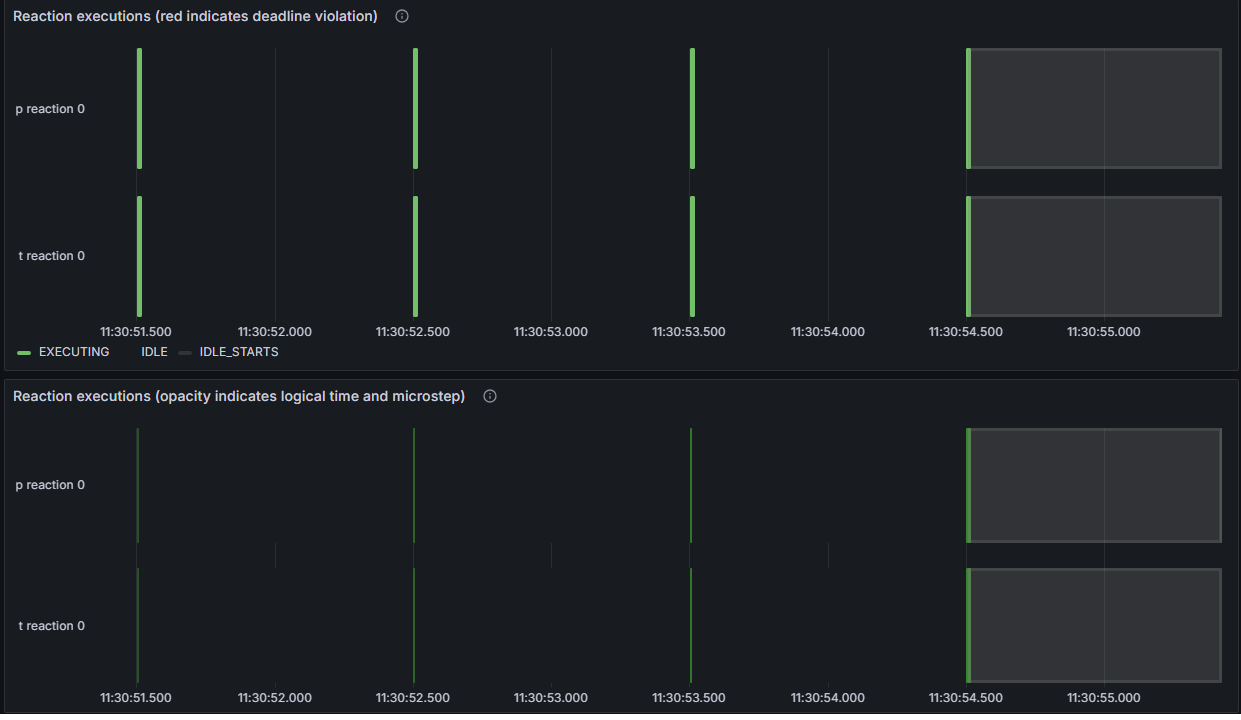 Reaction executions (red indicates deadline violation)
p reaction 0
t reaction 0
11:30:51.500 11:30:52.000 11:30:52.500 11:30:53.000 11:30:53.500 11:30:54.000 11:30:54.500 11:30:55.000
EXECUTING IDLE IDLE_STARTS
Reaction executions (opacity indicates logical time and microstep)
p reaction 0
t reaction 0
11:30:51.500 11:30:52.000 11:30:52.500 11:30:53.000 11:30:53.500 11:30:54.000 11:30:54.500 11:30:55.000